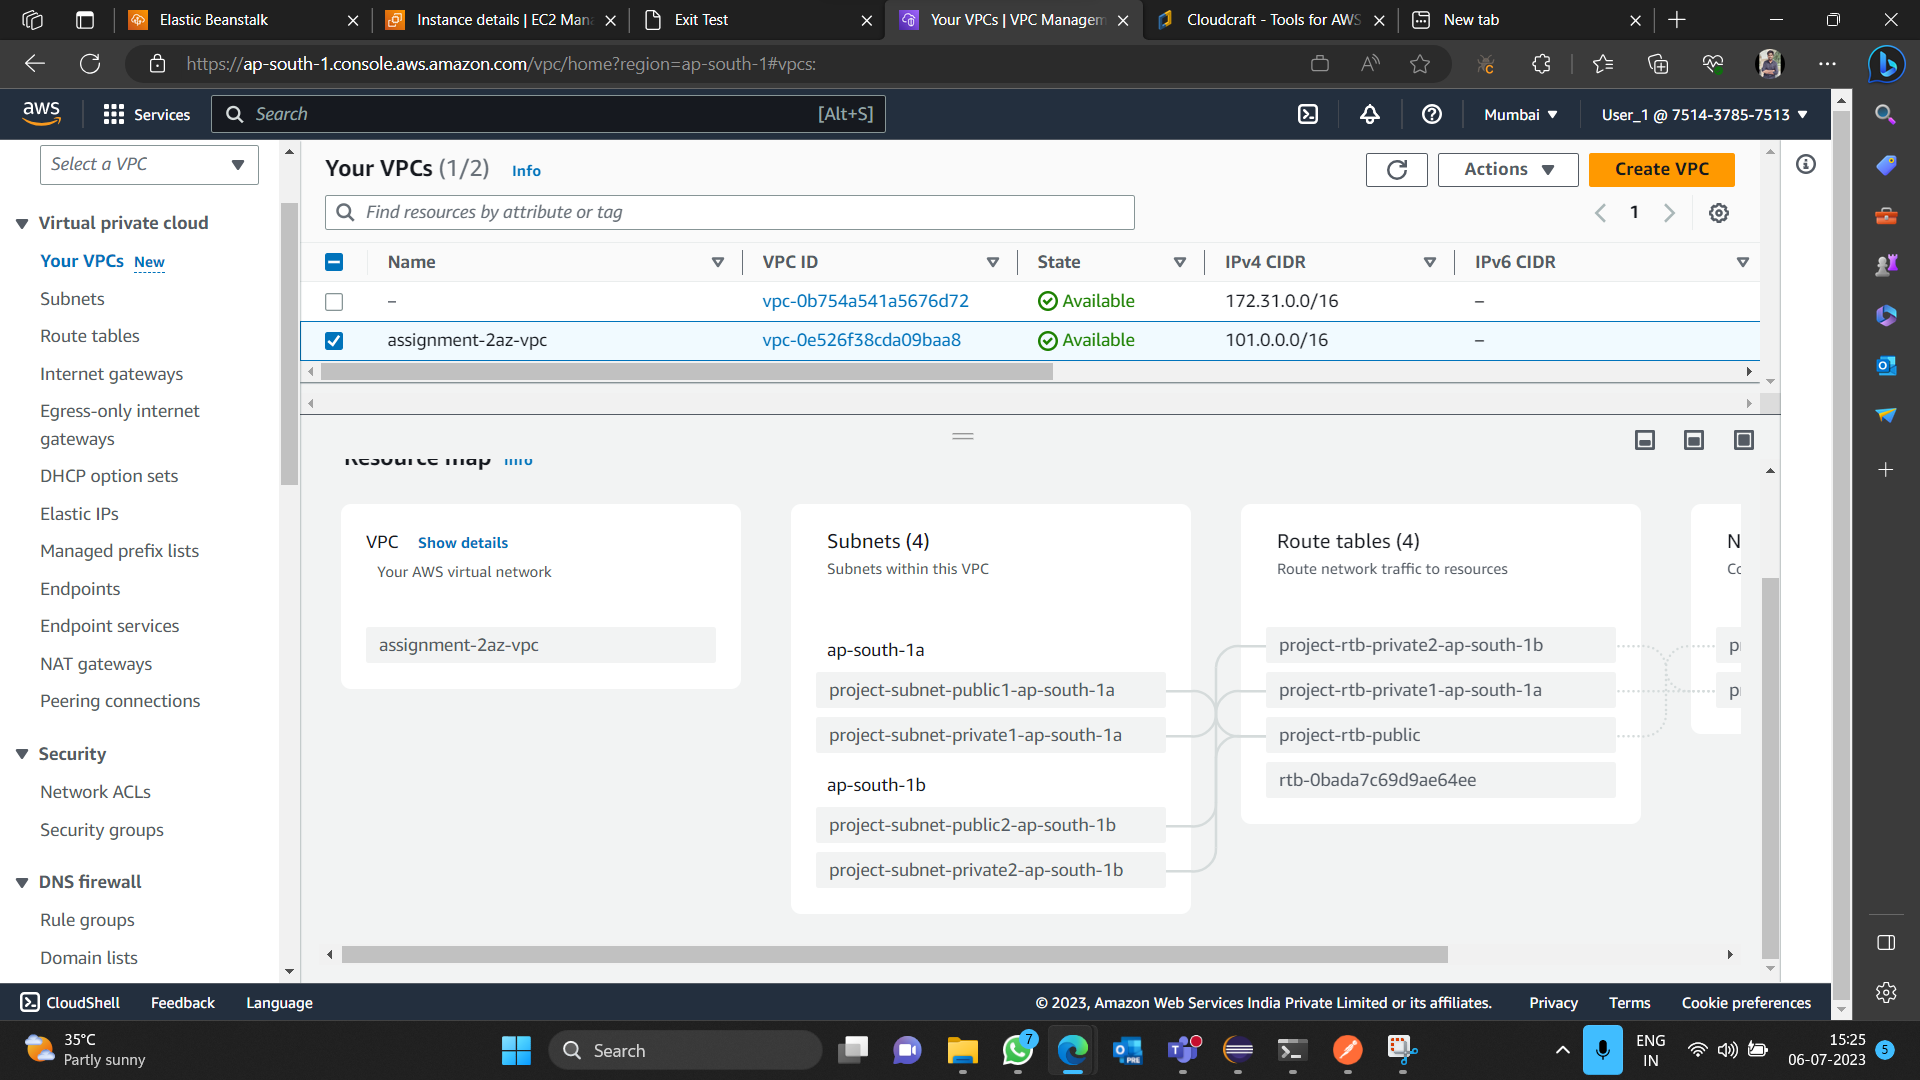 Elastic Beanstalk
Instance details | EC2 Man
Exit Test
Your VPCs | VPC Managem
Cloudcraft - Tools for AWS
New tab
https://ap-south-1.console.aws.amazon.com/vpc/home?region=ap-south-1#vpcs:
aws
Services
Search
[Alt+S]
Mumbai
User_1 @ 7514-3785-7513
Select a VPC
Virtual private cloud
Your VPCs New
Subnets
Route tables
Internet gateways
Egress-only internet
gateways
DHCP option sets
Elastic IPs
Managed prefix lists
Endpoints
Endpoint services
NAT gateways
Peering connections
Security
Network ACLs
Security groups
DNS firewall
Rule groups
Domain lists
Your VPCs (1/2) Info
Actions
Create VPC
Find resources by attribute or tag
1
Name VPC ID State IPv4 CIDR IPv6 CIDR
– vpc-0b754a541a5676d72 Available 172.31.0.0/16 –
assignment-2az-vpc vpc-0e526f38cda09baa8 Available 101.0.0.0/16 –
Resource map Info
VPC Show details
Your AWS virtual network
assignment-2az-vpc
Subnets (4)
Subnets within this VPC
ap-south-1a
project-subnet-public1-ap-south-1a
project-subnet-private1-ap-south-1a
ap-south-1b
project-subnet-public2-ap-south-1b
project-subnet-private2-ap-south-1b
Route tables (4)
Route network traffic to resources
project-rtb-private2-ap-south-1b
project-rtb-private1-ap-south-1a
project-rtb-public
rtb-0bada7c69d9ae64ee
N
Co
CloudShell
Feedback
Language
© 2023, Amazon Web Services India Private Limited or its affiliates.
Privacy
Terms
Cookie preferences
35°C
Partly sunny
Search
7
PRE
ENG
IN
15:25
06-07-2023
5